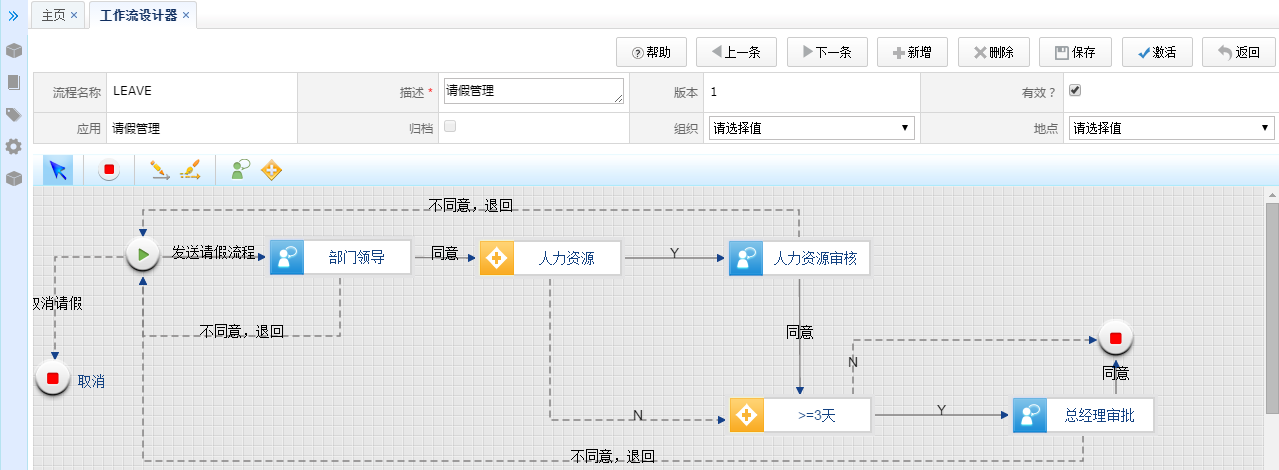 主页 × 工作流设计器 ×
帮助 上一条 下一条 新增 删除 保存 激活 返回
流程名称 LEAVE 描述 * 请假管理 版本 1 有效？
应用 请假管理 归档 组织 请选择值 地点 请选择值
不同意，退回
发送请假流程 部门领导 同意 人力资源 Y 人力资源审核
取消请假
不同意，退回 同意
N
取消 同意
N >=3天 Y 总经理审批
不同意，退回